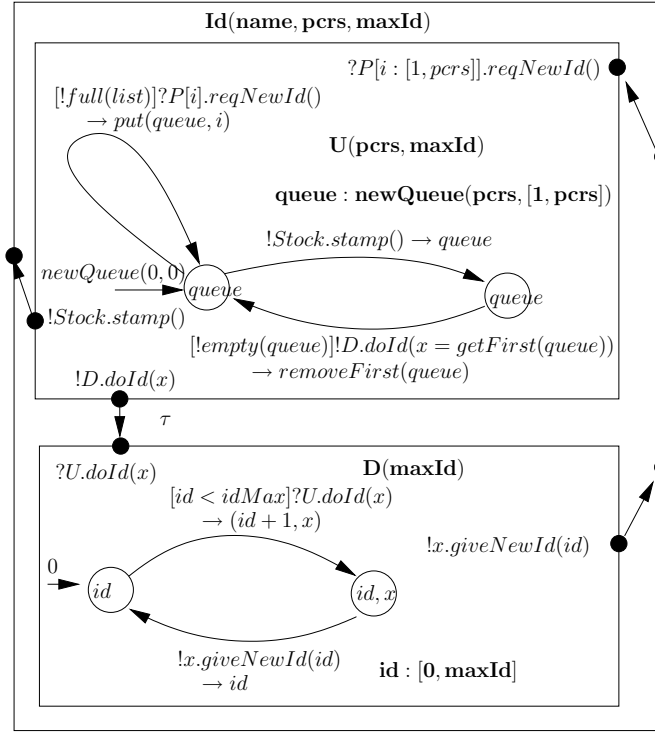 Id(name, pcrs, maxId)
?P[i : [1, pcrs]].reqNewId()
[!full(list)]?P[i].reqNewId()
→ put(queue, i)
U(pcrs, maxId)
queue : newQueue(pcrs, [1, pcrs])
!Stock.stamp() → queue
newQueue(0, 0)
queue
queue
!Stock.stamp()
[!empty(queue)]!D.doId(x = getFirst(queue))
→ removeFirst(queue)
!D.doId(x)
τ
?U.doId(x)
D(maxId)
[id < idMax]?U.doId(x)
→ (id + 1, x)
!x.giveNewId(id)
0
id
id, x
!x.giveNewId(id)
→ id
id : [0, maxId]